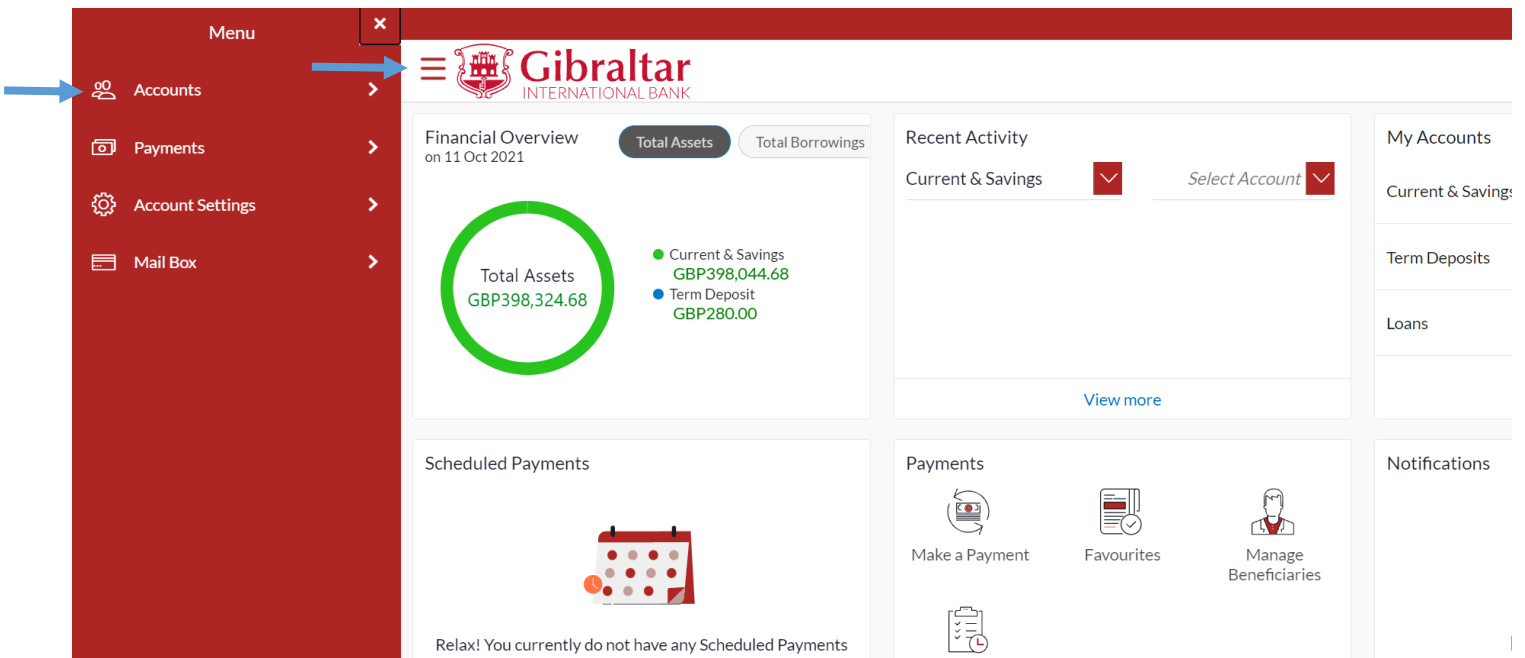 Menu
Accounts
Payments
Account Settings
Mail Box
Gibraltar
INTERNATIONAL BANK
Financial Overview
on 11 Oct 2021
Total Assets
Total Borrowings
Total Assets
GBP398,324.68
Current & Savings
GBP398,044.68
Term Deposit
GBP280.00
Recent Activity
Current & Savings
Select Account
View more
My Accounts
Current & Savings
Term Deposits
Loans
Scheduled Payments
Relax! You currently do not have any Scheduled Payments
Payments
Make a Payment
Favourites
Manage
Beneficiaries
Notifications